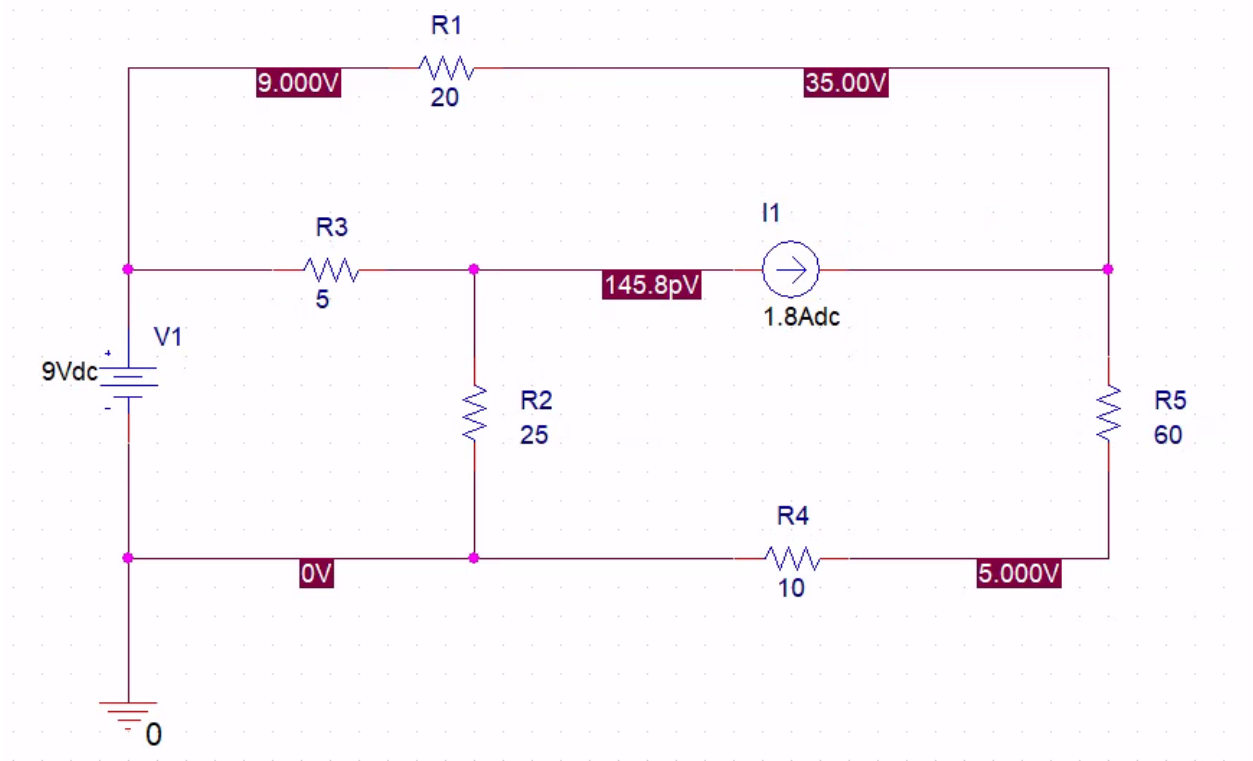 R1
9.000V
35.00V
20
I1
R3
145.8pV
5
1.8Adc
V1
+
9Vdc
-
R2
25
R5
60
R4
0V
5.000V
10
0